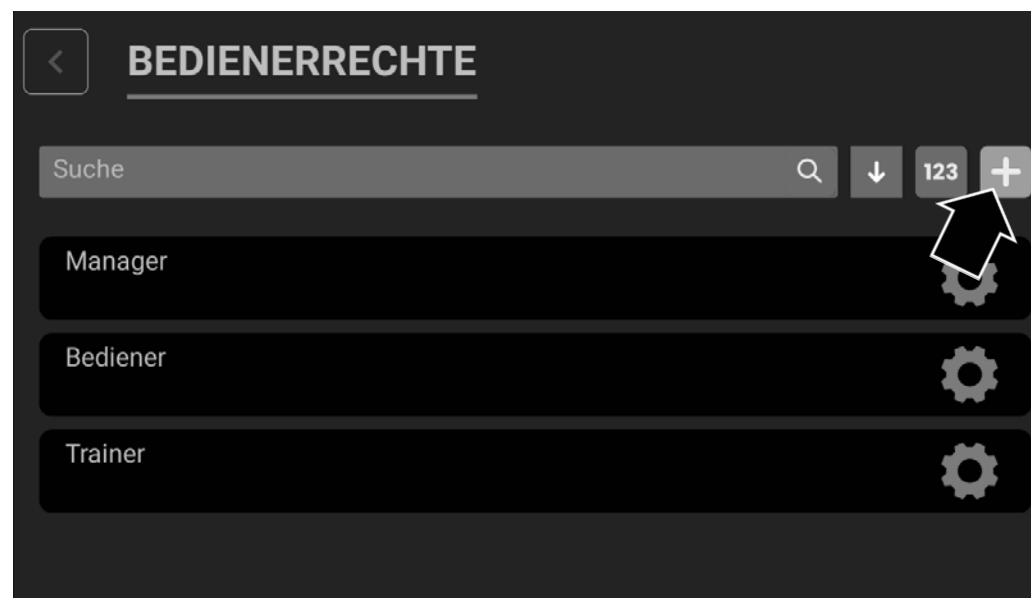 BEDIENERRECHTE
Suche 123
Manager
Bediener
Trainer